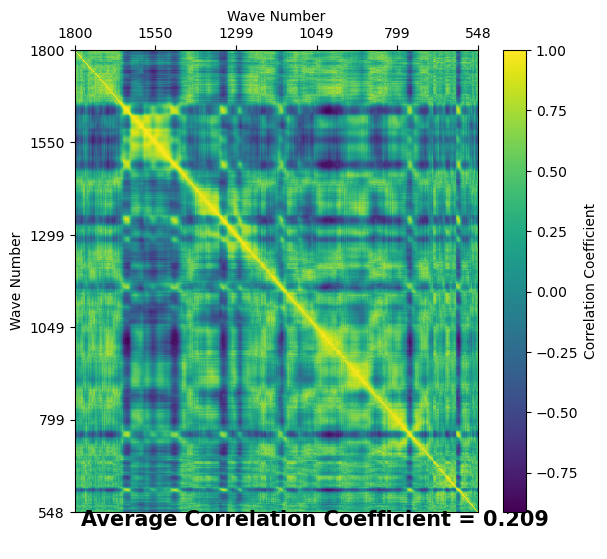 Wave Number
1800 1550 1299 1049 799 548
1800
1550
1299
1049
799
548
Wave Number
1.00
0.75
0.50
0.25
0.00
−0.25
−0.50
−0.75
Correlation Coefficient
Average Correlation Coefficient = 0.209